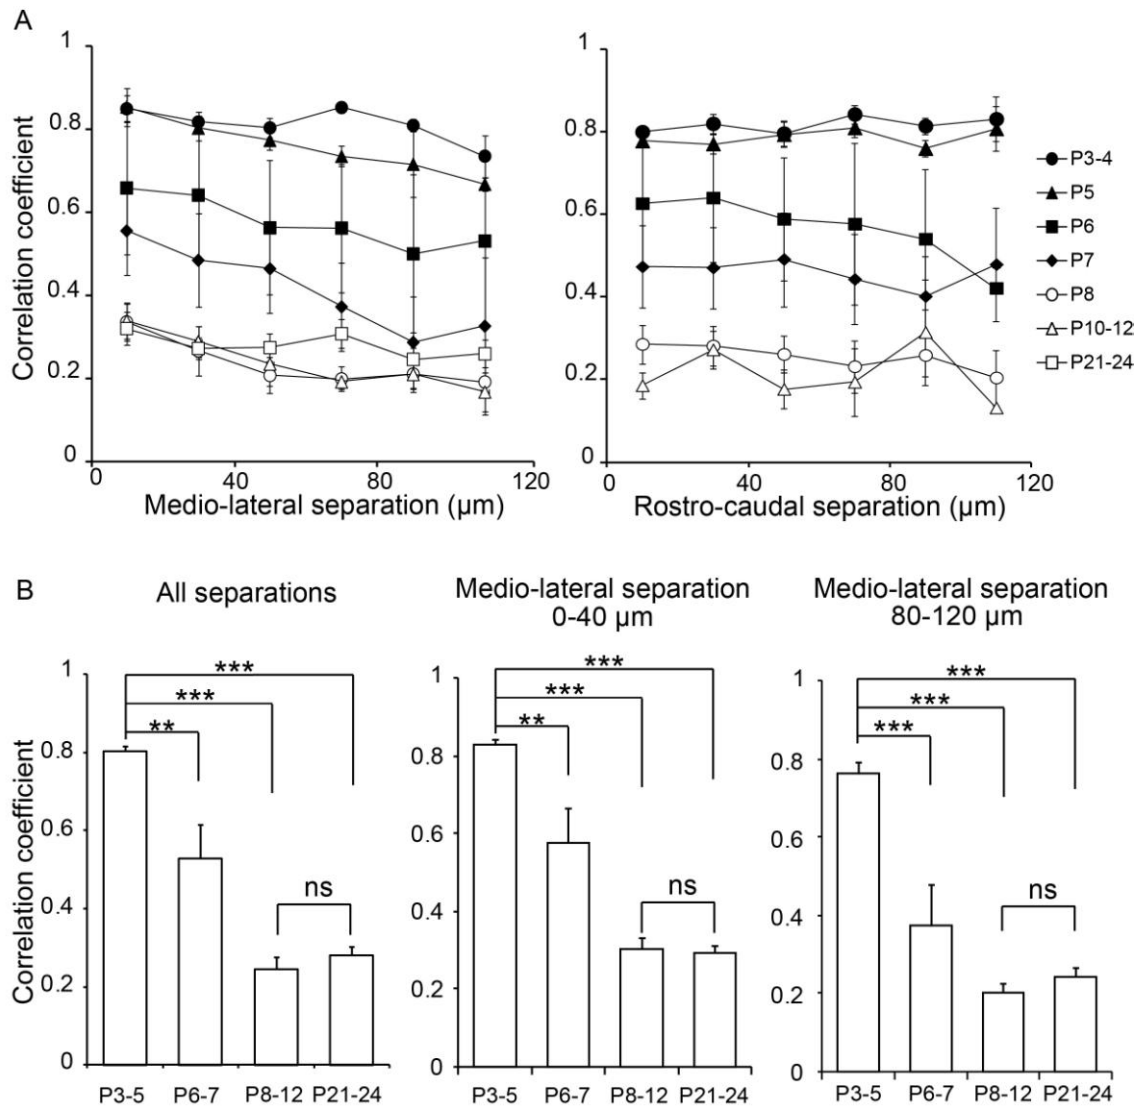 A
1
0.8
0.6
0.4
0.2
0
Correlation coefficient
0 40 80 120
Medio-lateral separation (μm)
1
0.8
0.6
0.4
0.2
0
0 40 80 120
Rostro-caudal separation (μm)
P3-4
P5
P6
P7
P8
P10-12
P21-24
B
All separations
1
0.8
0.6
0.4
0.2
0
Correlation coefficient
***
***
**
ns
P3-5 P6-7 P8-12 P21-24
Medio-lateral separation
0-40 μm
1
0.8
0.6
0.4
0.2
0
***
***
**
ns
P3-5 P6-7 P8-12 P21-24
Medio-lateral separation
80-120 μm
1
0.8
0.6
0.4
0.2
0
***
***
***
ns
P3-5 P6-7 P8-12 P21-24